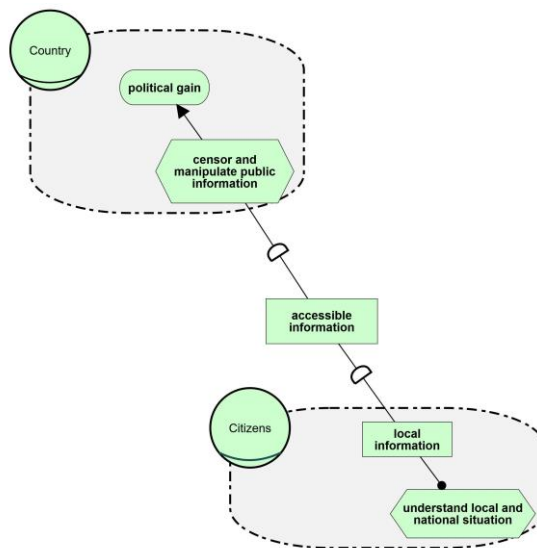 Country
political gain
censor and
manipulate public
information
accessible
information
Citizens
local
information
understand local and
national situation